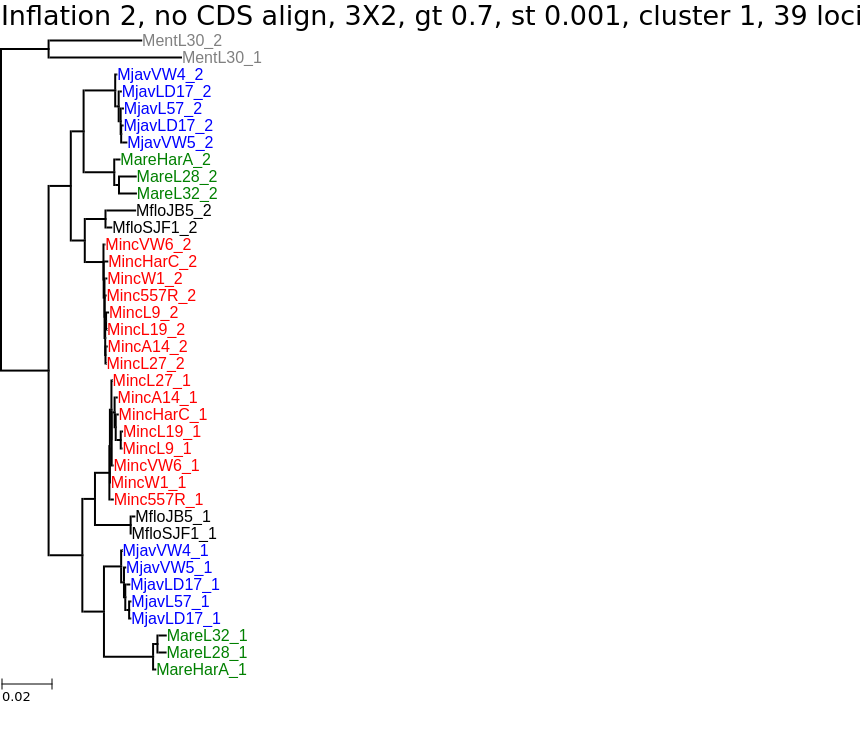 Inflation 2, no CDS align, 3X2, gt 0.7, st 0.001, cluster 1, 39 loci
MentL30_2
MentL30_1
MjavVW4_2
MjavLD17_2
MjavL57_2
MjavLD17_2
MjavVW5_2
MareHarA_2
MareL28_2
MareL32_2
MfloJB5_2
MfloSJF1_2
MincVW6_2
MincHarC_2
MincW1_2
Minc557R_2
MincL9_2
MincL19_2
MincA14_2
MincL27_2
MincL27_1
MincA14_1
MincHarC_1
MincL19_1
MincL9_1
MincVW6_1
MincW1_1
Minc557R_1
MfloJB5_1
MfloSJF1_1
MjavVW4_1
MjavVW5_1
MjavLD17_1
MjavL57_1
MjavLD17_1
MareL32_1
MareL28_1
MareHarA_1
0.02